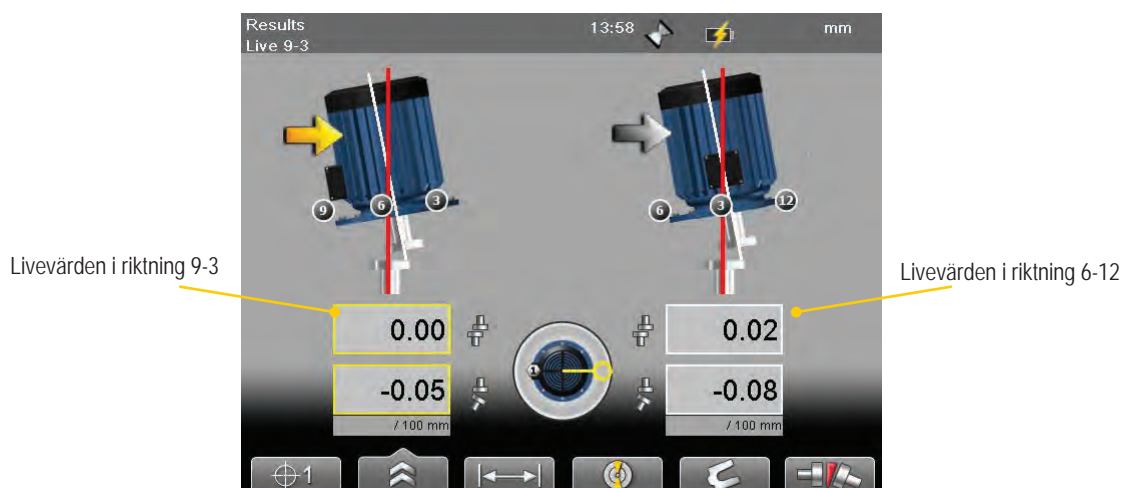 Results
13:58
mm
Live 9-3
9
6
3
6
3
12
Livevärden i riktning 9-3
Livevärden i riktning 6-12
0.00
0.02
1
-0.05
-0.08
/ 100 mm
/ 100 mm
1